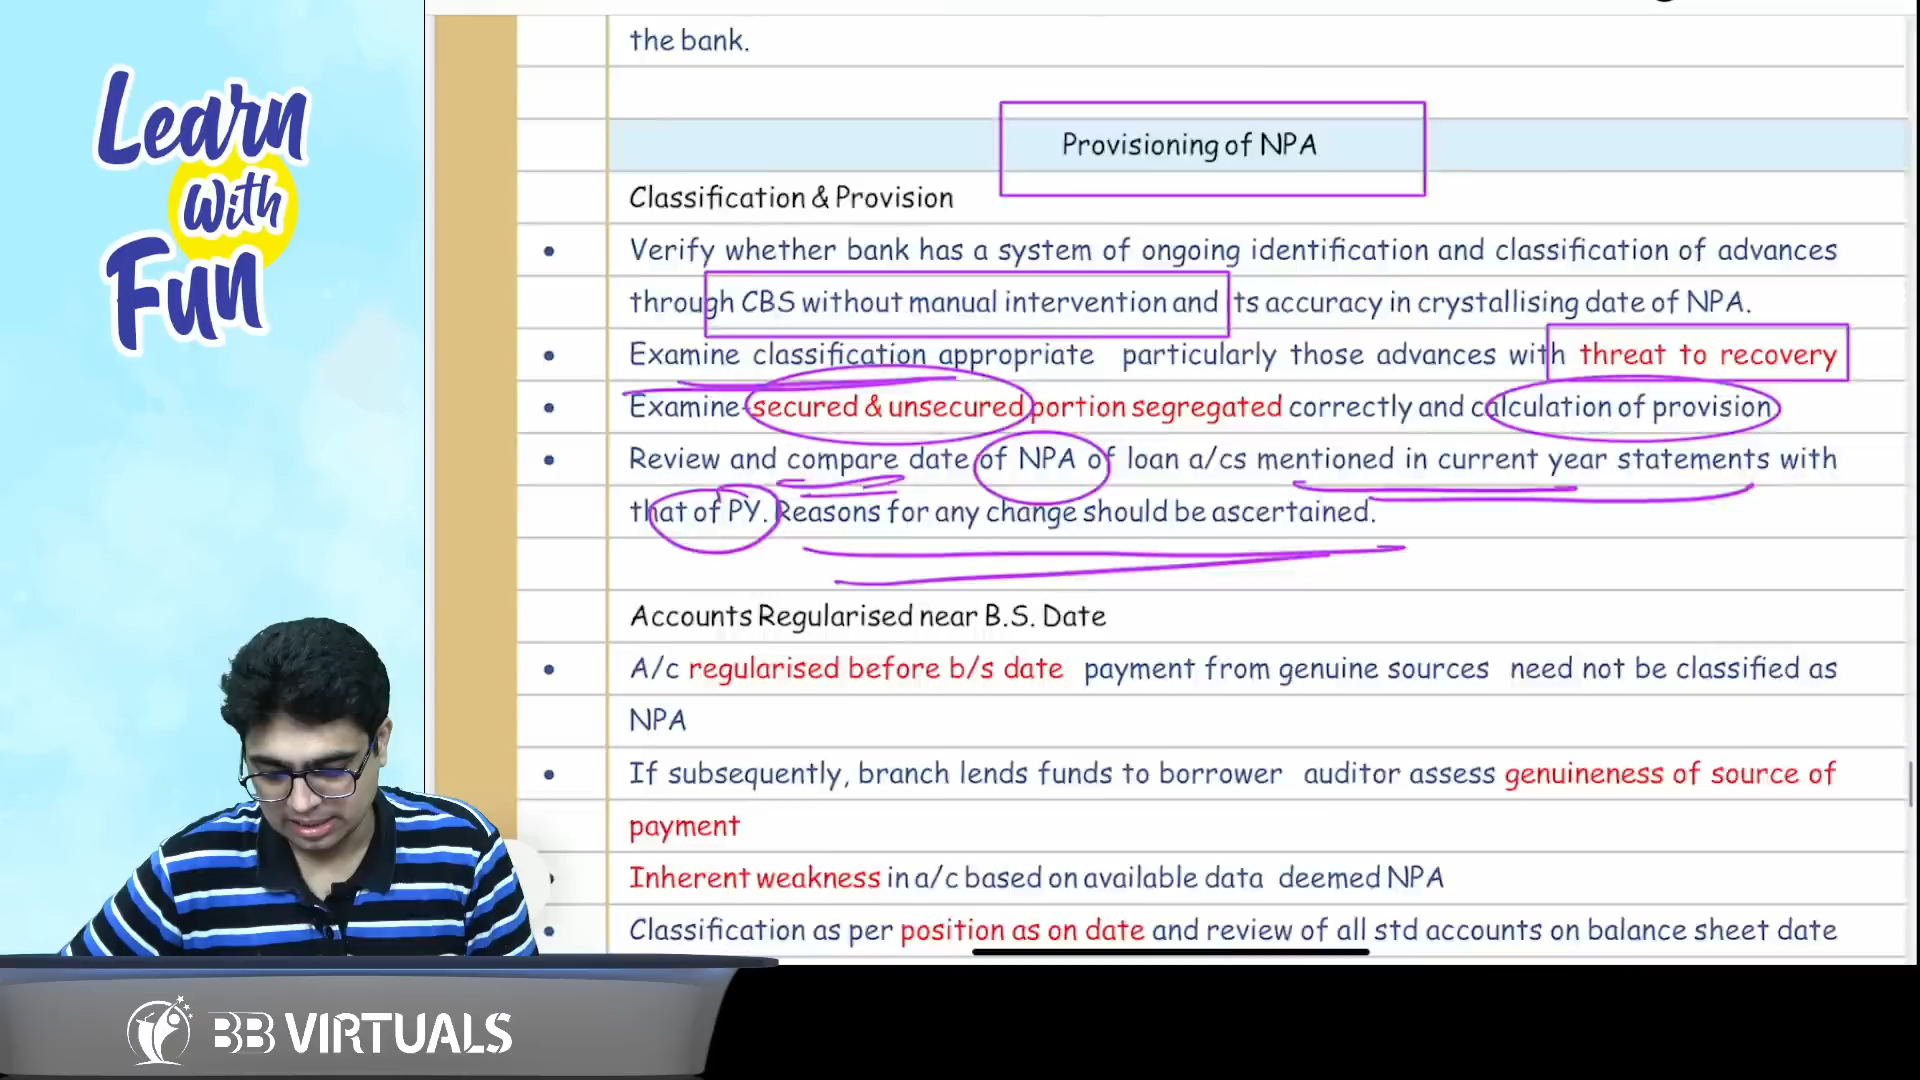 Learn
With
Fun
the bank.
Provisioning of NPA
Classification & Provision
• Verify whether bank has a system of ongoing identification and classification of advances
through CBS without manual intervention and ts accuracy in crystallising date of NPA.
• Examine classification appropriate particularly those advances with threat to recovery
• Examine secured & unsecured portion segregated correctly and calculation of provision
• Review and compare date of NPA of loan a/cs mentioned in current year statements with
that of PY. Reasons for any change should be ascertained.
Accounts Regularised near B.S. Date
• A/c regularised before b/s date payment from genuine sources need not be classified as
NPA
• If subsequently, branch lends funds to borrower auditor assess genuineness of source of
payment
• Inherent weakness in a/c based on available data deemed NPA
• Classification as per position as on date and review of all std accounts on balance sheet date
BB VIRTUALS